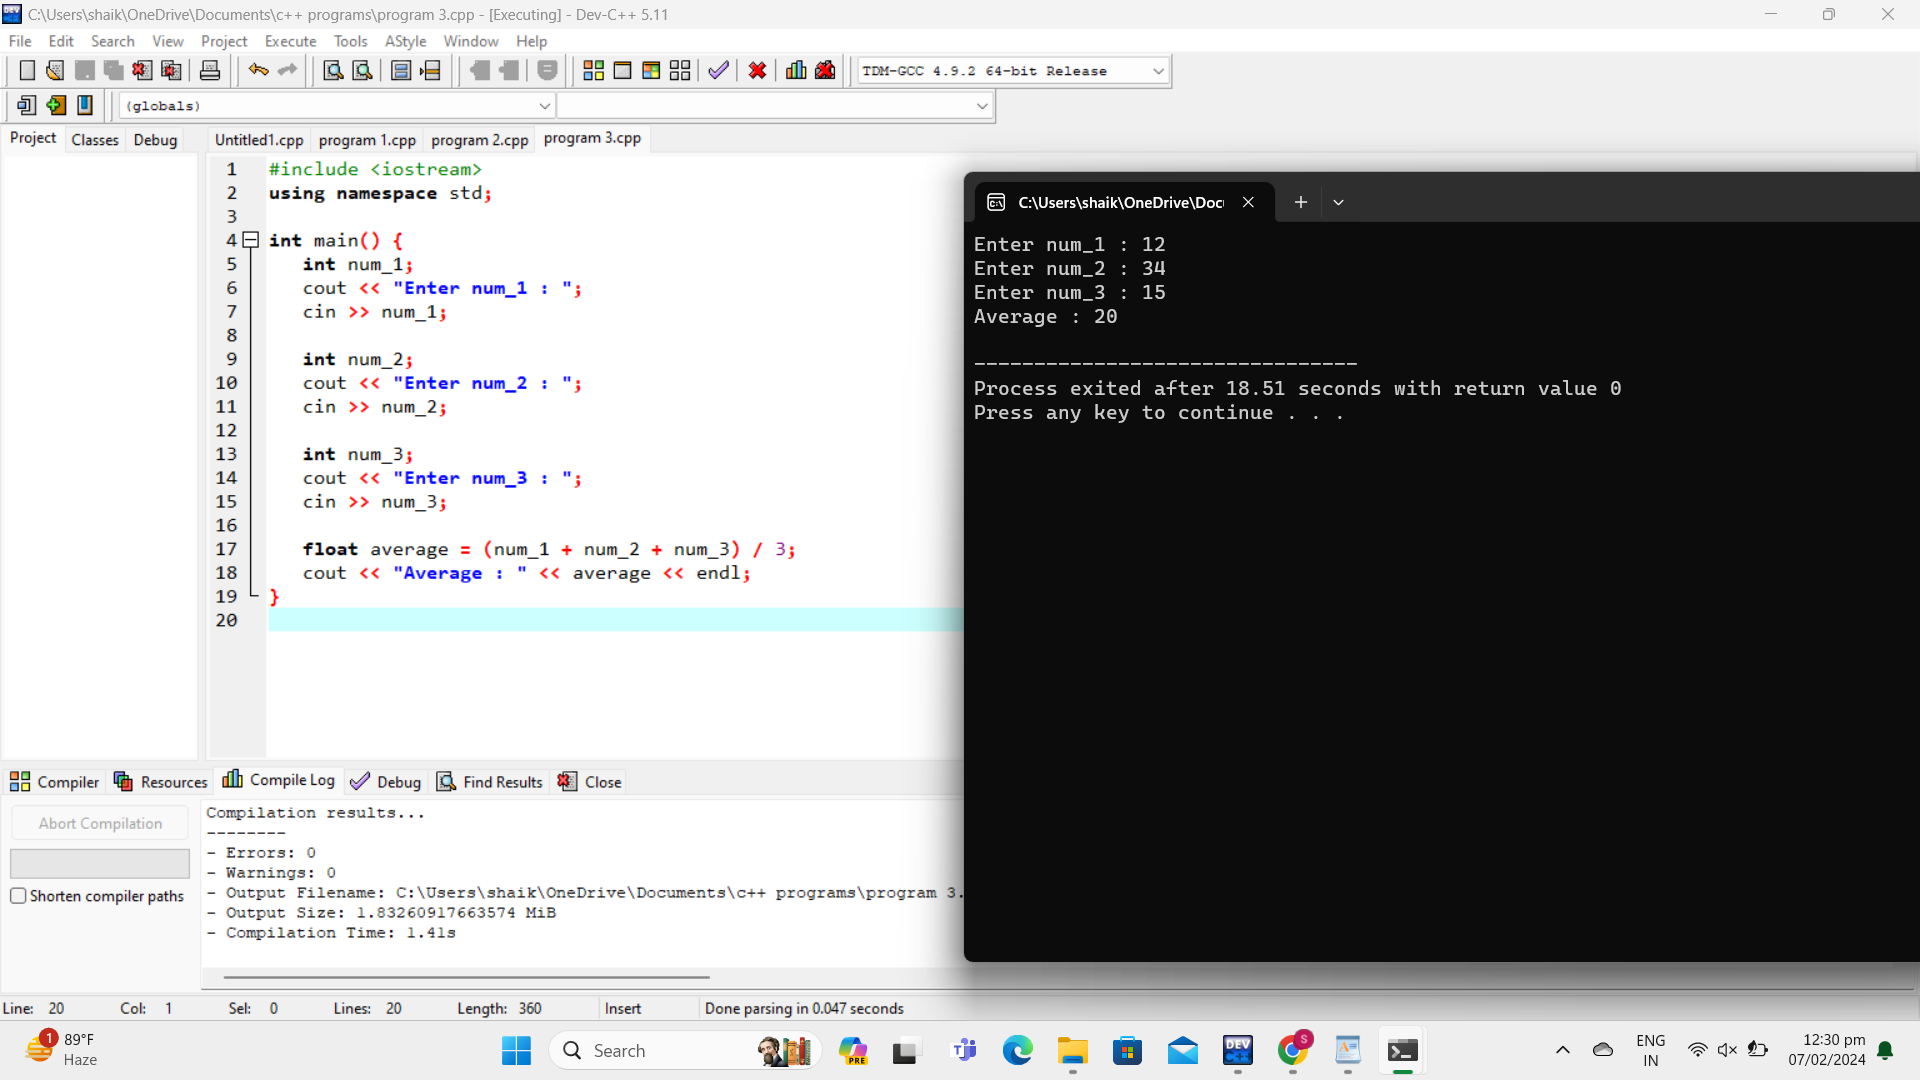 C:\Users\shaik\OneDrive\Documents\c++ programs\program 3.cpp - [Executing] - Dev-C++ 5.11
File Edit Search View Project Execute Tools AStyle Window Help
TDM-GCC 4.9.2 64-bit Release
(globals)
Project Classes Debug
Untitled1.cpp program 1.cpp program 2.cpp program 3.cpp
1 #include <iostream>
2 using namespace std;
3
4 int main() {
5 int num_1;
6 cout << "Enter num_1 : ";
7 cin >> num_1;
8
9 int num_2;
10 cout << "Enter num_2 : ";
11 cin >> num_2;
12
13 int num_3;
14 cout << "Enter num_3 : ";
15 cin >> num_3;
16
17 float average = (num_1 + num_2 + num_3) / 3;
18 cout << "Average : " << average << endl;
19 }
20
C:\Users\shaik\OneDrive\Doc
Enter num_1 : 12
Enter num_2 : 34
Enter num_3 : 15
Average : 20
--------------------------------
Process exited after 18.51 seconds with return value 0
Press any key to continue . . .
Compiler Resources Compile Log Debug Find Results Close
Abort Compilation
Shorten compiler paths
Compilation results...
--------
- Errors: 0
- Warnings: 0
- Output Filename: C:\Users\shaik\OneDrive\Documents\c++ programs\program 3.
- Output Size: 1.83260917663574 MiB
- Compilation Time: 1.41s
Line: 20 Col: 1 Sel: 0 Lines: 20 Length: 360 Insert Done parsing in 0.047 seconds
1
89°F
Haze
Search
PRE
DEV
C++
S
ENG
IN
12:30 pm
07/02/2024